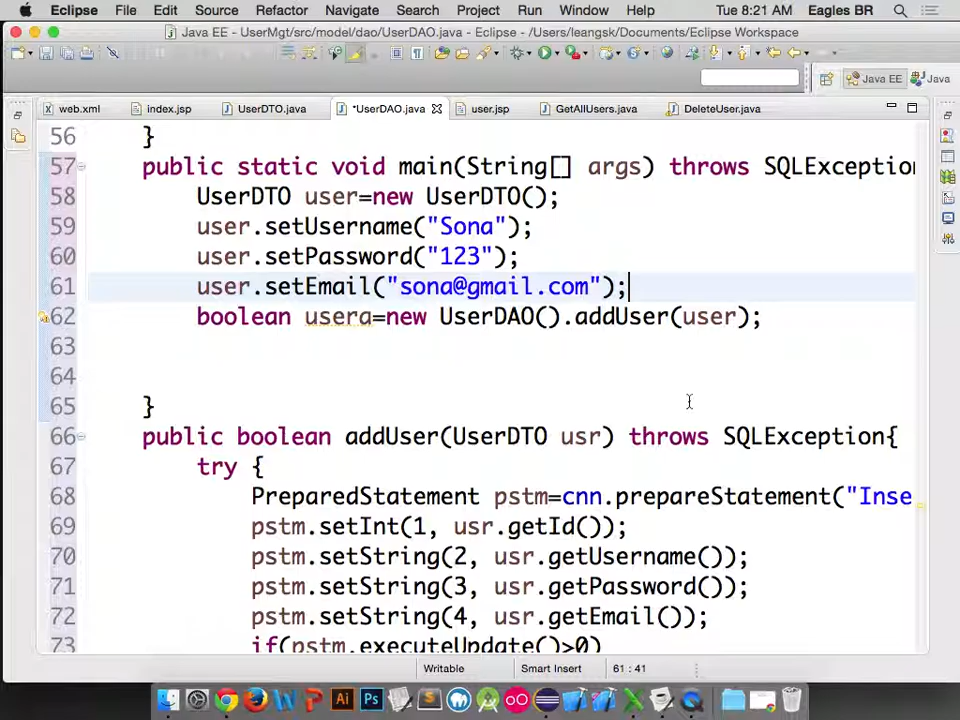 Eclipse File Edit Source Refactor Navigate Search Project Run Window Help Tue 8:21 AM Eagles BR
Java EE - UserMgt/src/model/dao/UserDAO.java - Eclipse - /Users/leangsk/Documents/Eclipse Workspace
Java EE Java
web.xml index.jsp UserDTO.java *UserDAO.java user.jsp GetAllUsers.java DeleteUser.java
56 }
57 public static void main(String[] args) throws SQLException
58 UserDTO user=new UserDTO();
59 user.setUsername("Sona");
60 user.setPassword("123");
61 user.setEmail("sona@gmail.com");
62 boolean usera=new UserDAO().addUser(user);
63
64
65 }
66 public boolean addUser(UserDTO usr) throws SQLException{
67 try {
68 PreparedStatement pstm=cnn.prepareStatement("Inse
69 pstm.setInt(1, usr.getId());
70 pstm.setString(2, usr.getUsername());
71 pstm.setString(3, usr.getPassword());
72 pstm.setString(4, usr.getEmail());
73 if(pstm.executeUpdate()>0)
Writable Smart Insert 61 : 41
Ai Ps